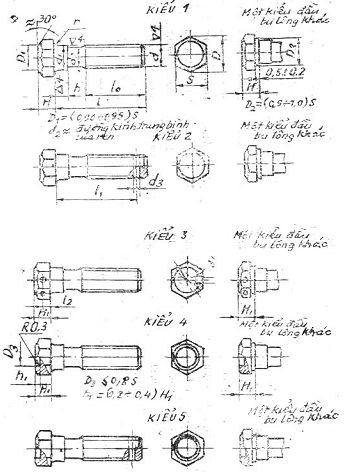 KIỂU 1
Một kiểu đầu
bu lông khác
≈30°
r
D₁
d
l₀
h
l
H
D
S
D₂
H
0,5±0,2
D₁=(0,90÷0,95)S
d₂≈ đường kính trung bình
của ren
KIỂU 2
Một kiểu đầu
bu lông khác
l₁
d₃
KIỂU 3
Một kiểu đầu
bu lông khác
H₁
l₂
H₁
R0,3
KIỂU 4
Một kiểu đầu
bu lông khác
D₃
h₁
H₁
D₃ ≤ 0,8S
h₁=(0,2÷0,4)H₁
H₁
KIỂU 5
Một kiểu đầu
bu lông khác